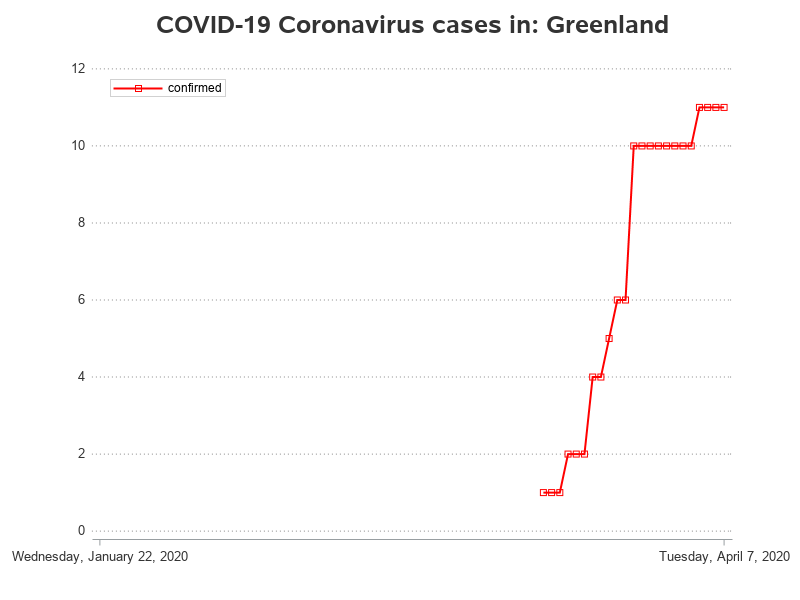 COVID-19 Coronavirus cases in: Greenland
12
confirmed
10
8
6
4
2
0
Wednesday, January 22, 2020
Tuesday, April 7, 2020